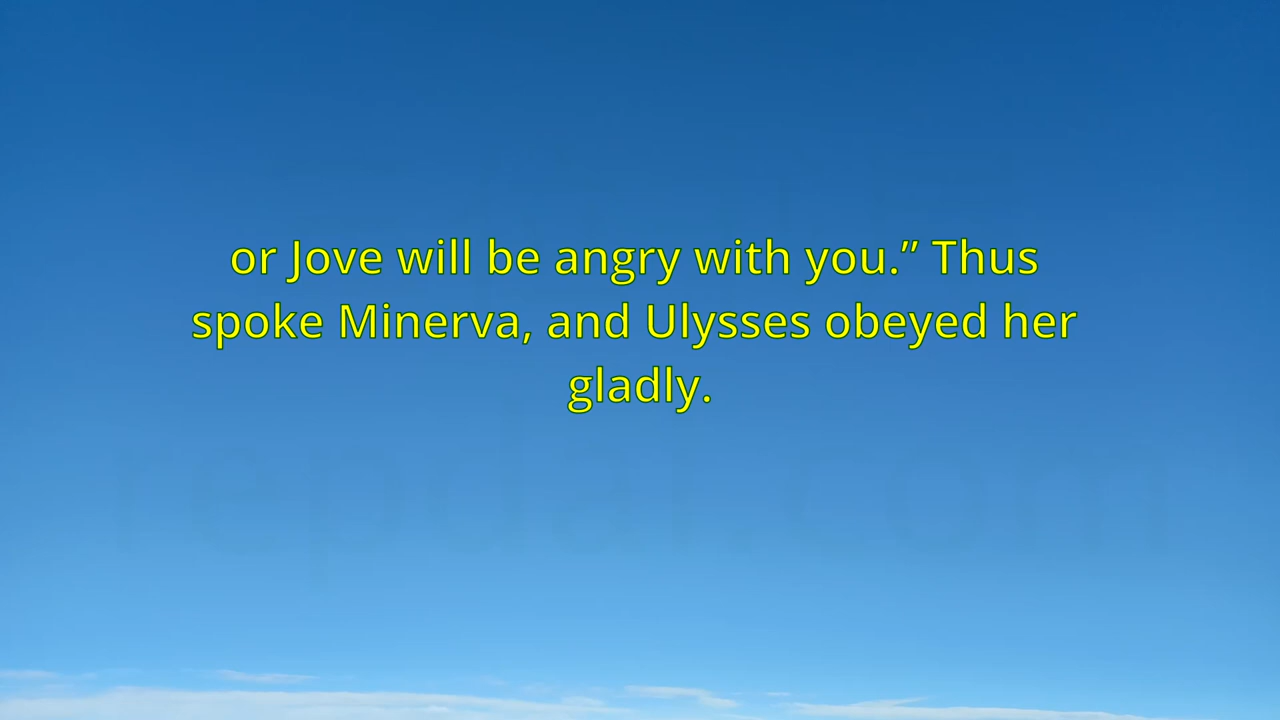 or Jove will be angry with you.” Thus
spoke Minerva, and Ulysses obeyed her
gladly.